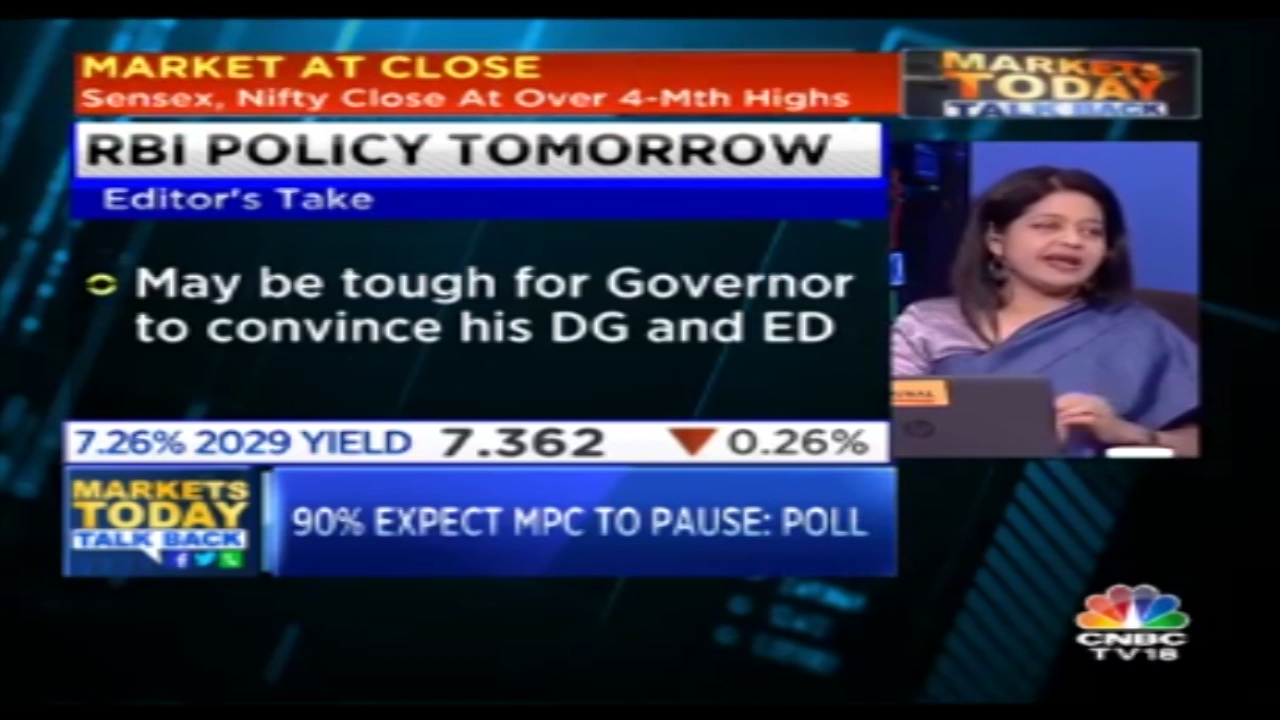 MARKET AT CLOSE
Sensex, Nifty Close At Over 4-Mth Highs
MARKETS
TODAY
TALK BACK
RBI POLICY TOMORROW
Editor's Take
May be tough for Governor
to convince his DG and ED
7.26% 2029 YIELD 7.362 ▼ 0.26%
MARKETS
TODAY
TALK BACK
90% EXPECT MPC TO PAUSE: POLL
CNBC
TV18